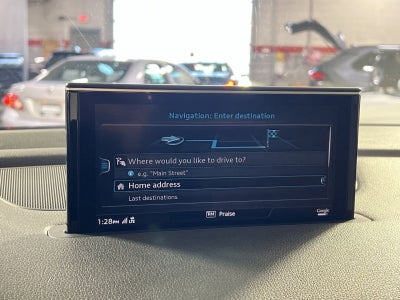 Navigation: Enter destination
Where would you like to drive to?
e.g. "Main Street"
Home address
Last destinations
1:28PM LTE
Praise
Google